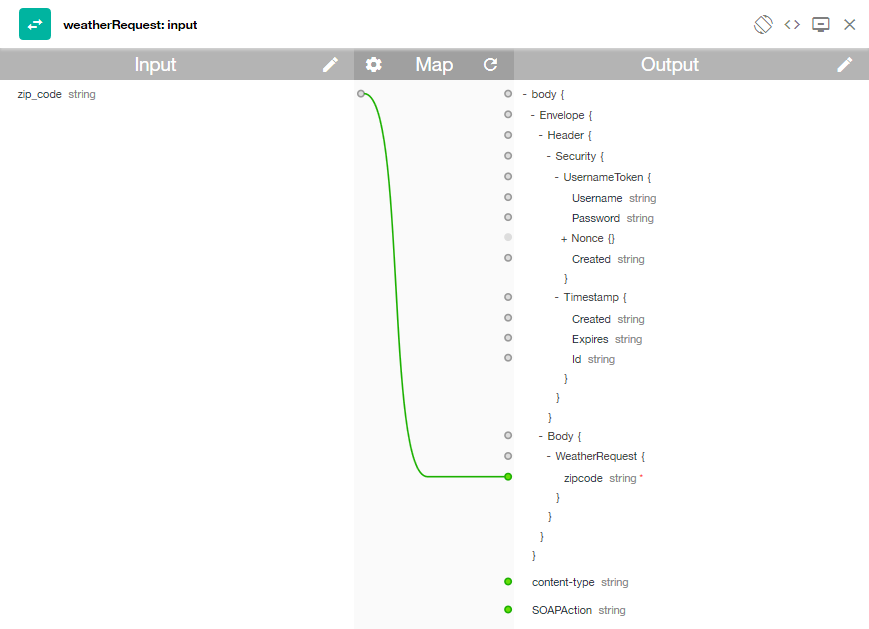 weatherRequest: input
Input
Map
Output
zip_code string
- body {
- Envelope {
- Header {
- Security {
- UsernameToken {
Username string
Password string
+ Nonce {}
Created string
}
- Timestamp {
Created string
Expires string
Id string
}
}
}
- Body {
- WeatherRequest {
zipcode string *
}
}
}
}
content-type string
SOAPAction string